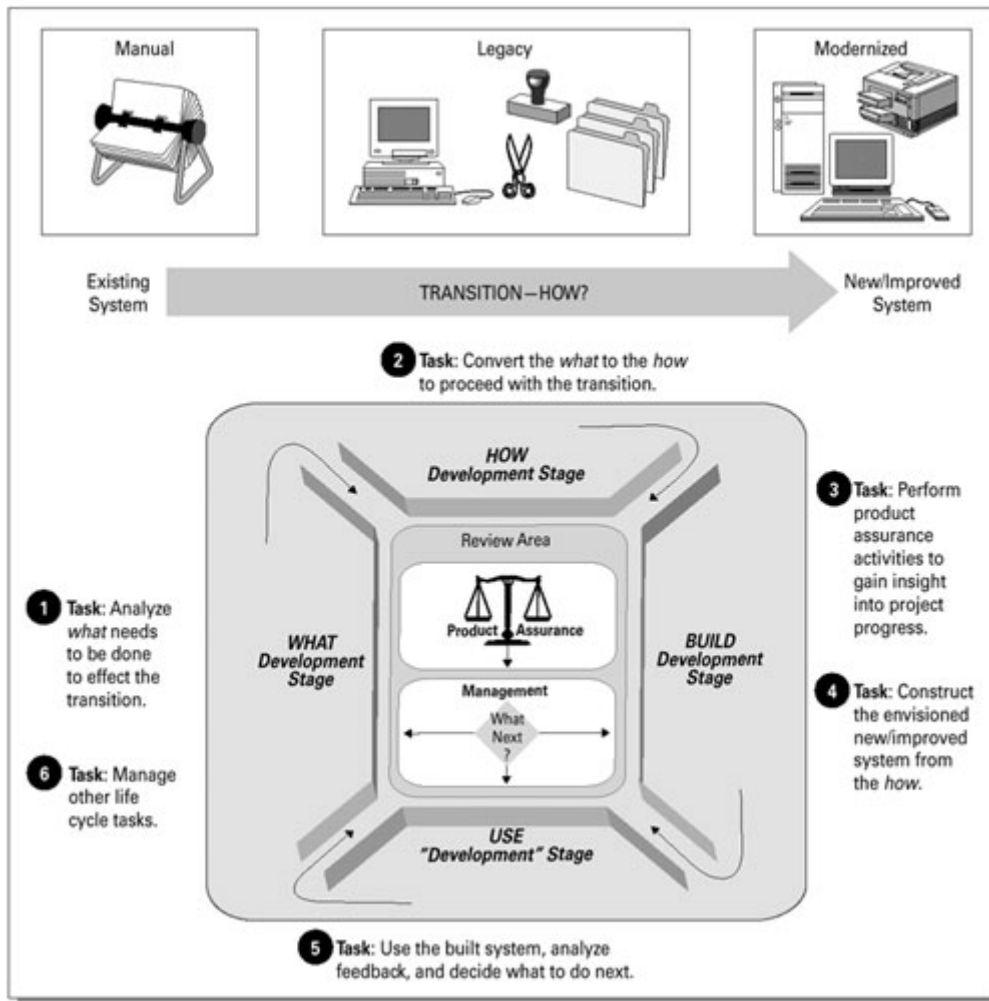 Manual
Legacy
Modernized
Existing
System
TRANSITION—HOW?
New/Improved
System
2 Task: Convert the what to the how
to proceed with the transition.
HOW
Development Stage
3 Task: Perform
product
assurance
activities to
gain insight
into project
progress.
Review Area
Product Assurance
1 Task: Analyze
what needs
to be done
to effect the
transition.
WHAT
Development
Stage
BUILD
Development
Stage
Management
What
Next
?
4 Task: Construct
the envisioned
new/improved
system from
the how.
6 Task: Manage
other life
cycle tasks.
USE
"Development" Stage
5 Task: Use the built system, analyze
feedback, and decide what to do next.